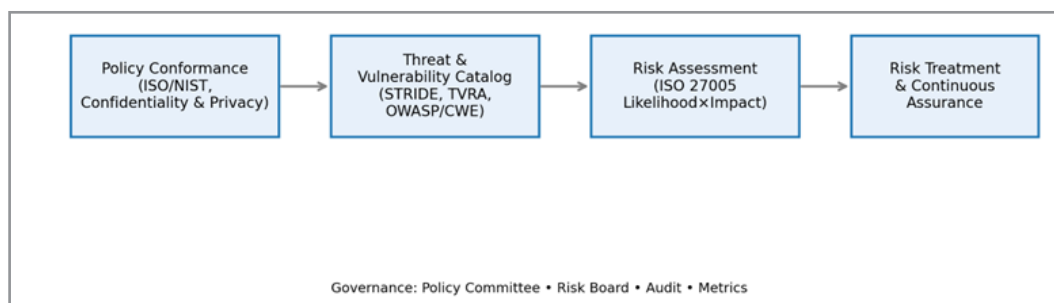 Policy Conformance
(ISO/NIST,
Confidentiality & Privacy)
Threat &
Vulnerability Catalog
(STRIDE, TVRA,
OWASP/CWE)
Risk Assessment
(ISO 27005
Likelihood×Impact)
Risk Treatment
& Continuous
Assurance
Governance: Policy Committee • Risk Board • Audit • Metrics